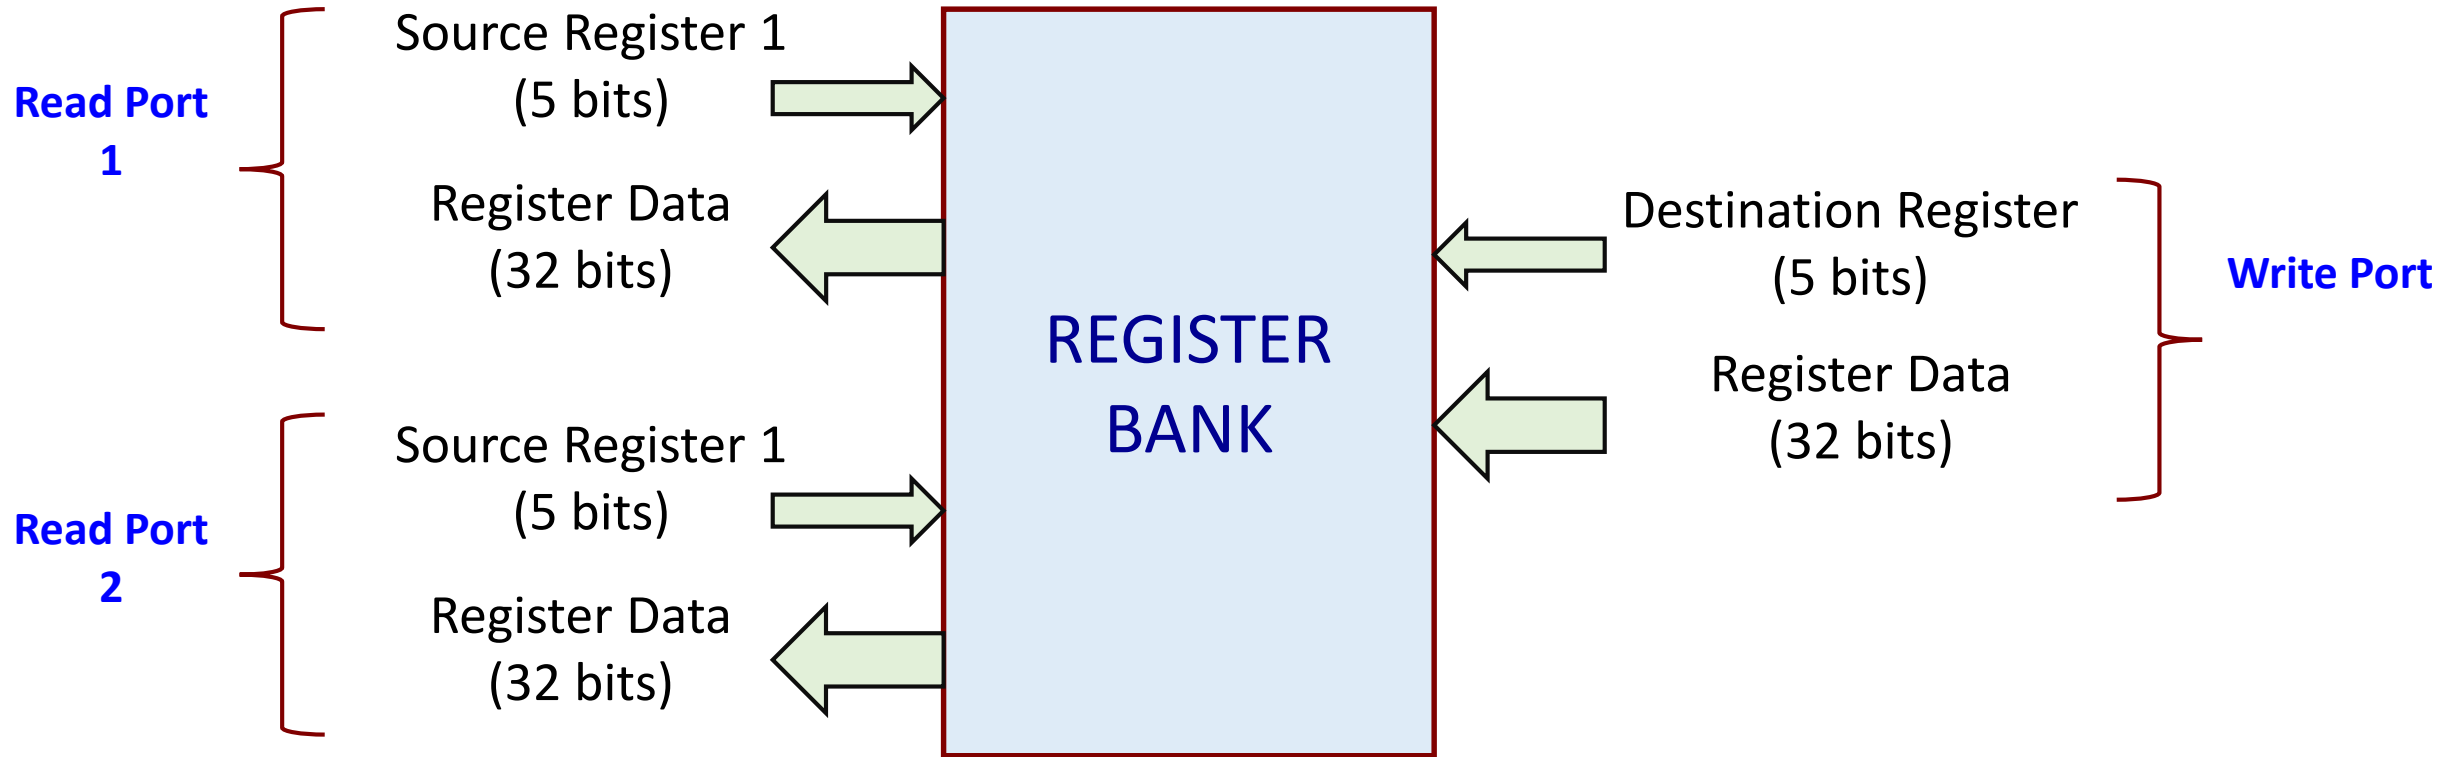 Read Port
1
Source Register 1
(5 bits)
Register Data
(32 bits)
Read Port
2
Source Register 1
(5 bits)
Register Data
(32 bits)
REGISTER
BANK
Destination Register
(5 bits)
Register Data
(32 bits)
Write Port